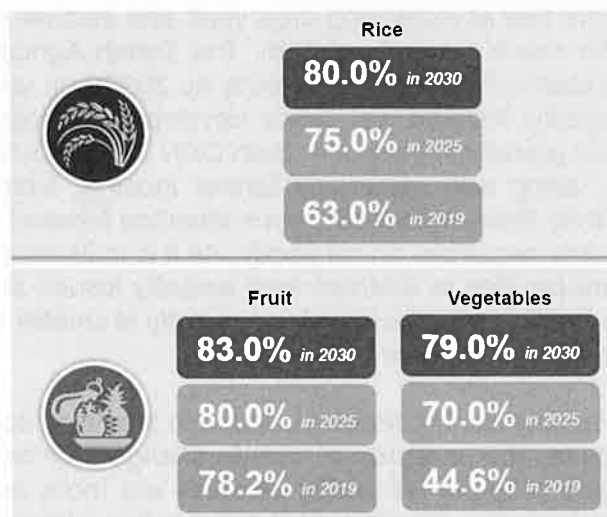 Rice
80.0% in 2030
75.0% in 2025
63.0% in 2019
Fruit Vegetables
83.0% in 2030 79.0% in 2030
80.0% in 2025 70.0% in 2025
78.2% in 2019 44.6% in 2019